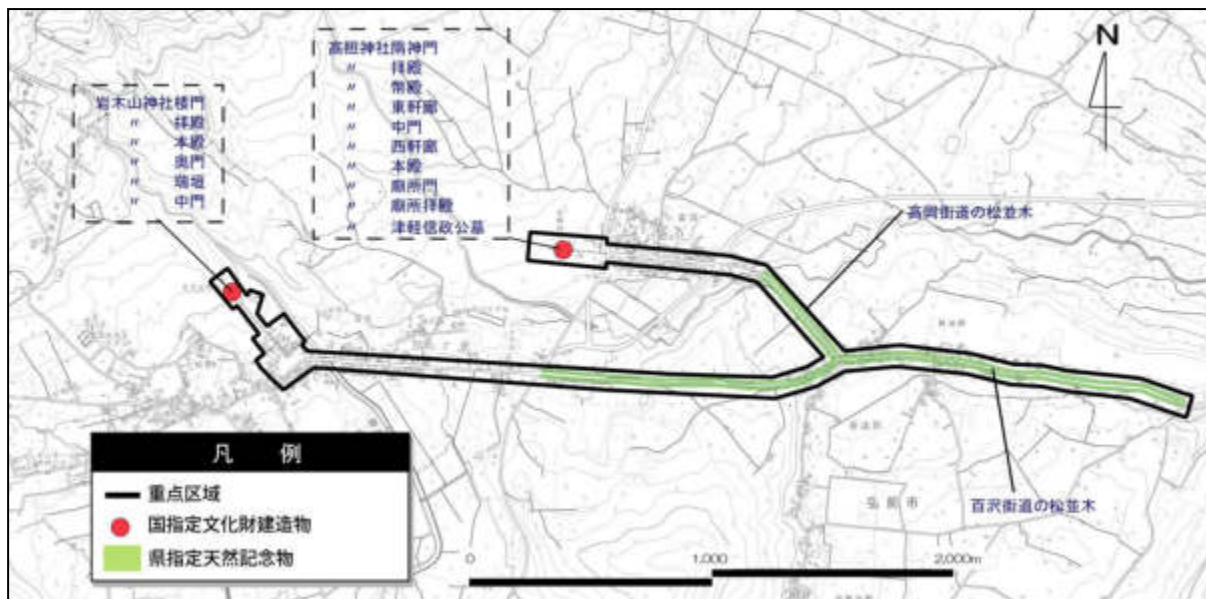 岩木山神社楼門
〃 拝殿
〃 本殿
〃 奥門
〃 瑞垣
〃 中門
高照神社隋神門
〃 拝殿
〃 幣殿
〃 東軒廊
〃 中門
〃 西軒廊
〃 本殿
〃 廟所門
〃 廟所拝殿
〃 津軽信政公墓
N
高岡街道の松並木
百沢街道の松並木
弘前市
凡 例
重点区域
国指定文化財建造物
県指定天然記念物
0 1,000 2,000m